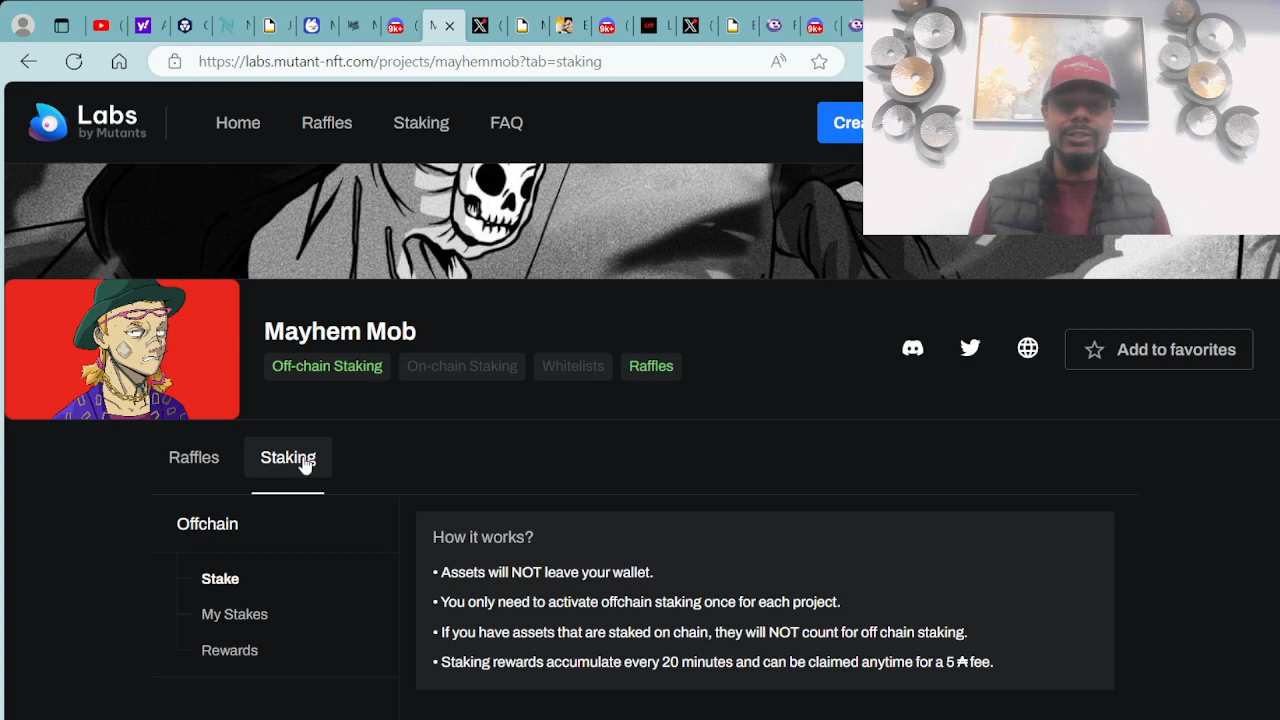 https://labs.mutant-nft.com/projects/mayhemmob?tab=staking
Labs
by Mutants
Home
Raffles
Staking
FAQ
Mayhem Mob
Off-chain Staking
On-chain Staking
Whitelists
Raffles
Add to favorites
Raffles
Staking
Offchain
Stake
My Stakes
Rewards
How it works?
• Assets will NOT leave your wallet.
• You only need to activate offchain staking once for each project.
• If you have assets that are staked on chain, they will NOT count for off chain staking.
• Staking rewards accumulate every 20 minutes and can be claimed anytime for a 5 ₳ fee.